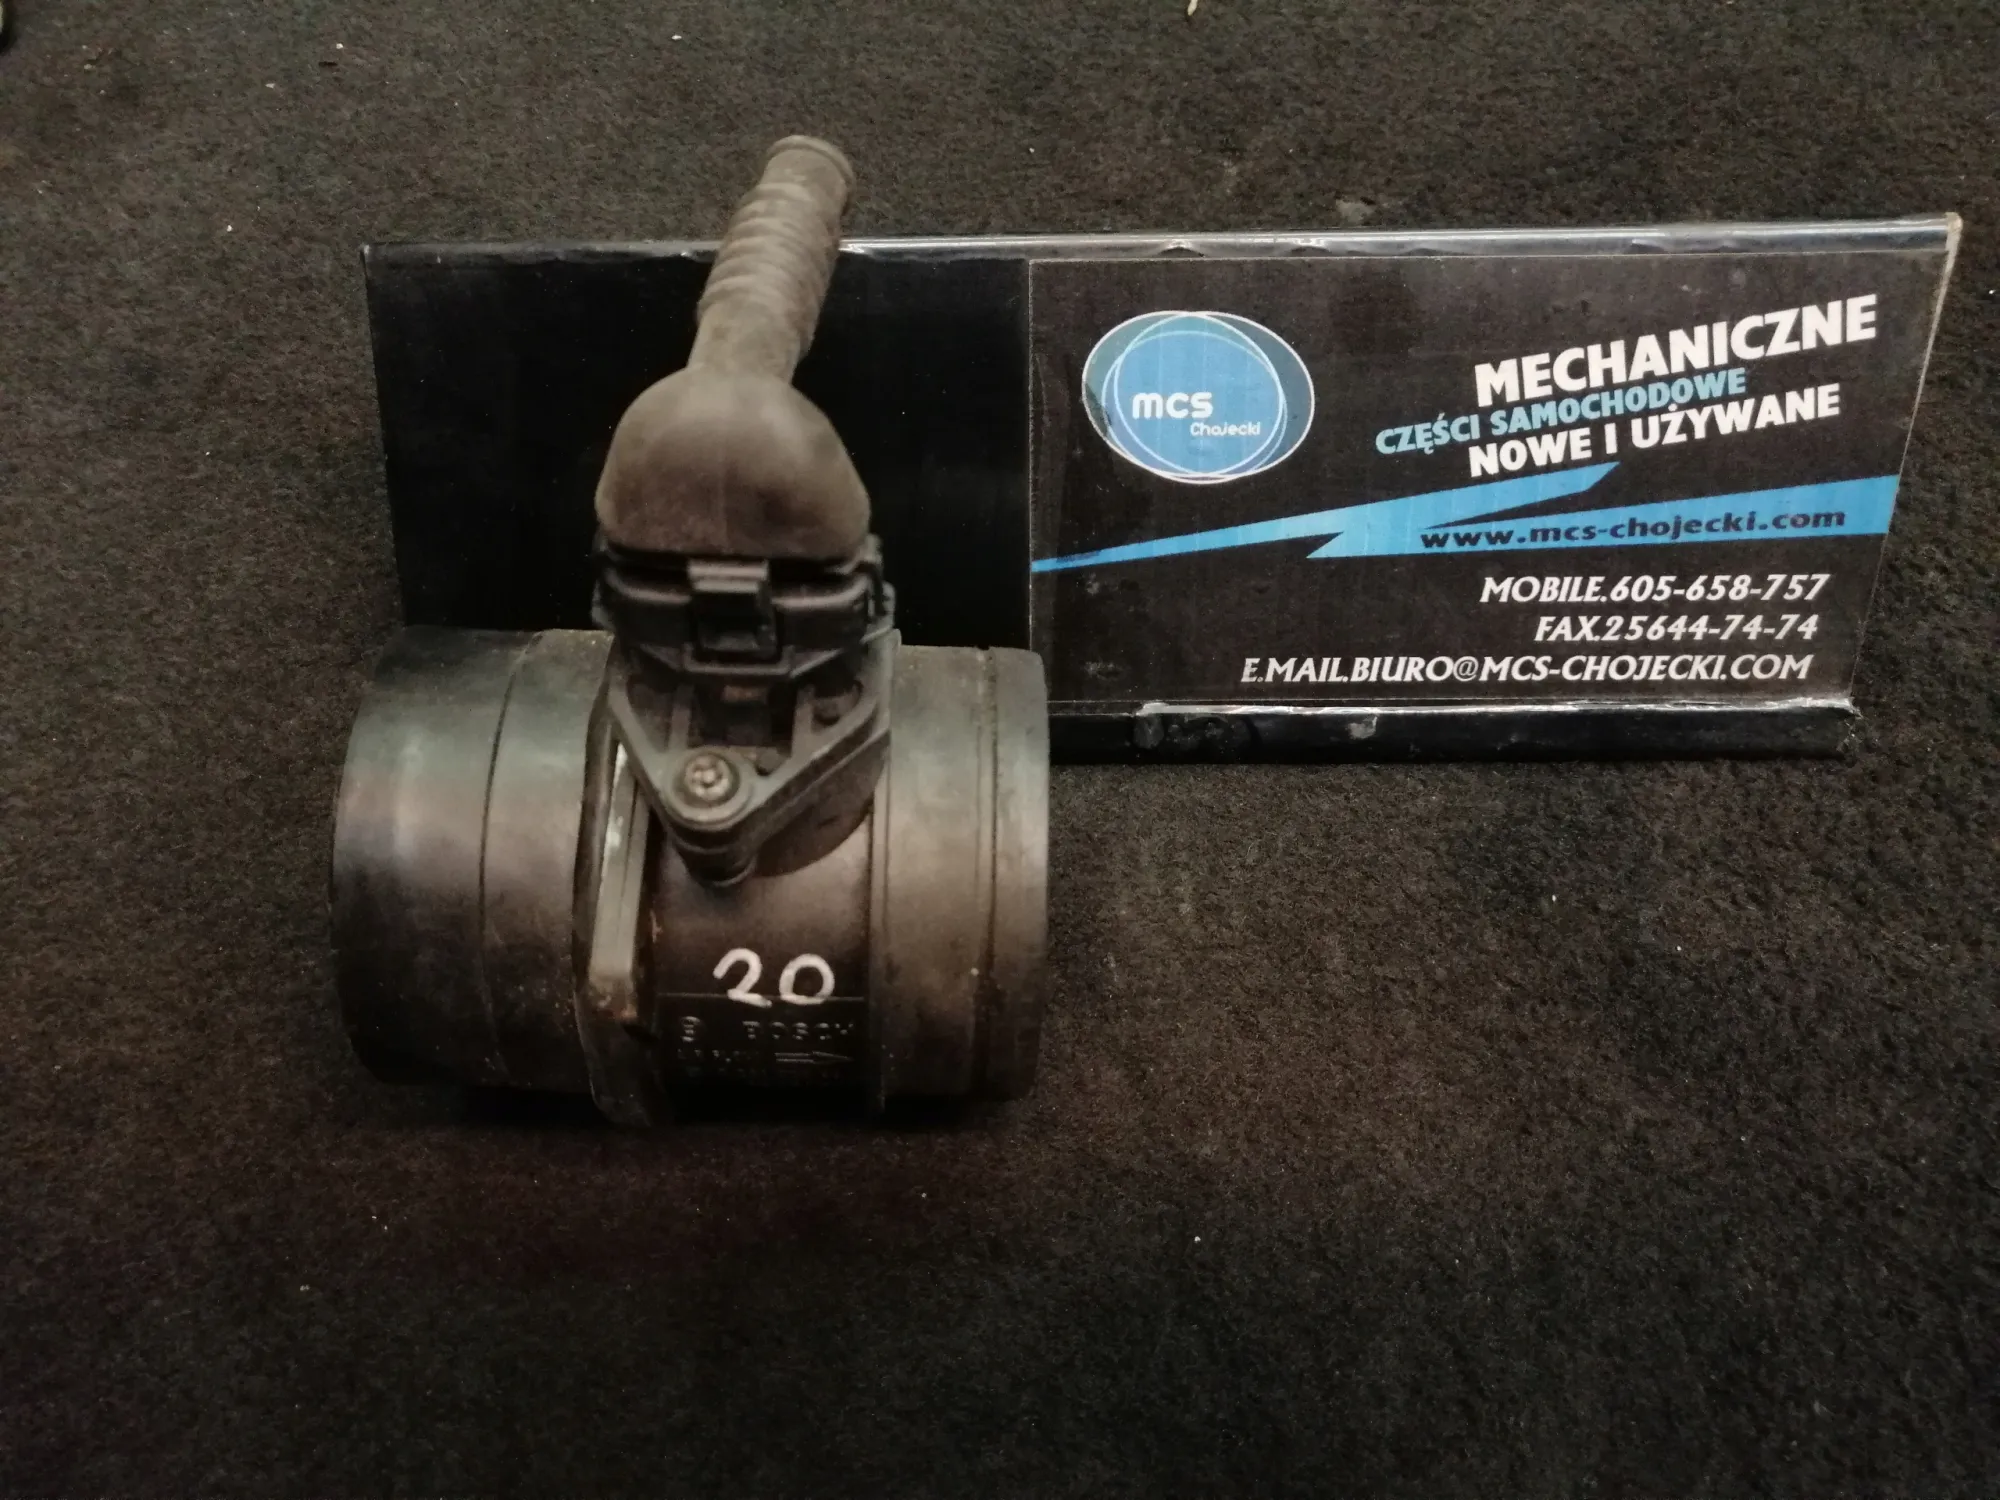 mcs
Chojecki
MECHANICZNE
CZĘŚCI SAMOCHODOWE
NOWE I UŻYWANE
www.mcs-chojecki.com
MOBILE.605-658-757
FAX.25644-74-74
E.MAIL.BIURO@MCS-CHOJECKI.COM
20
BOSCH